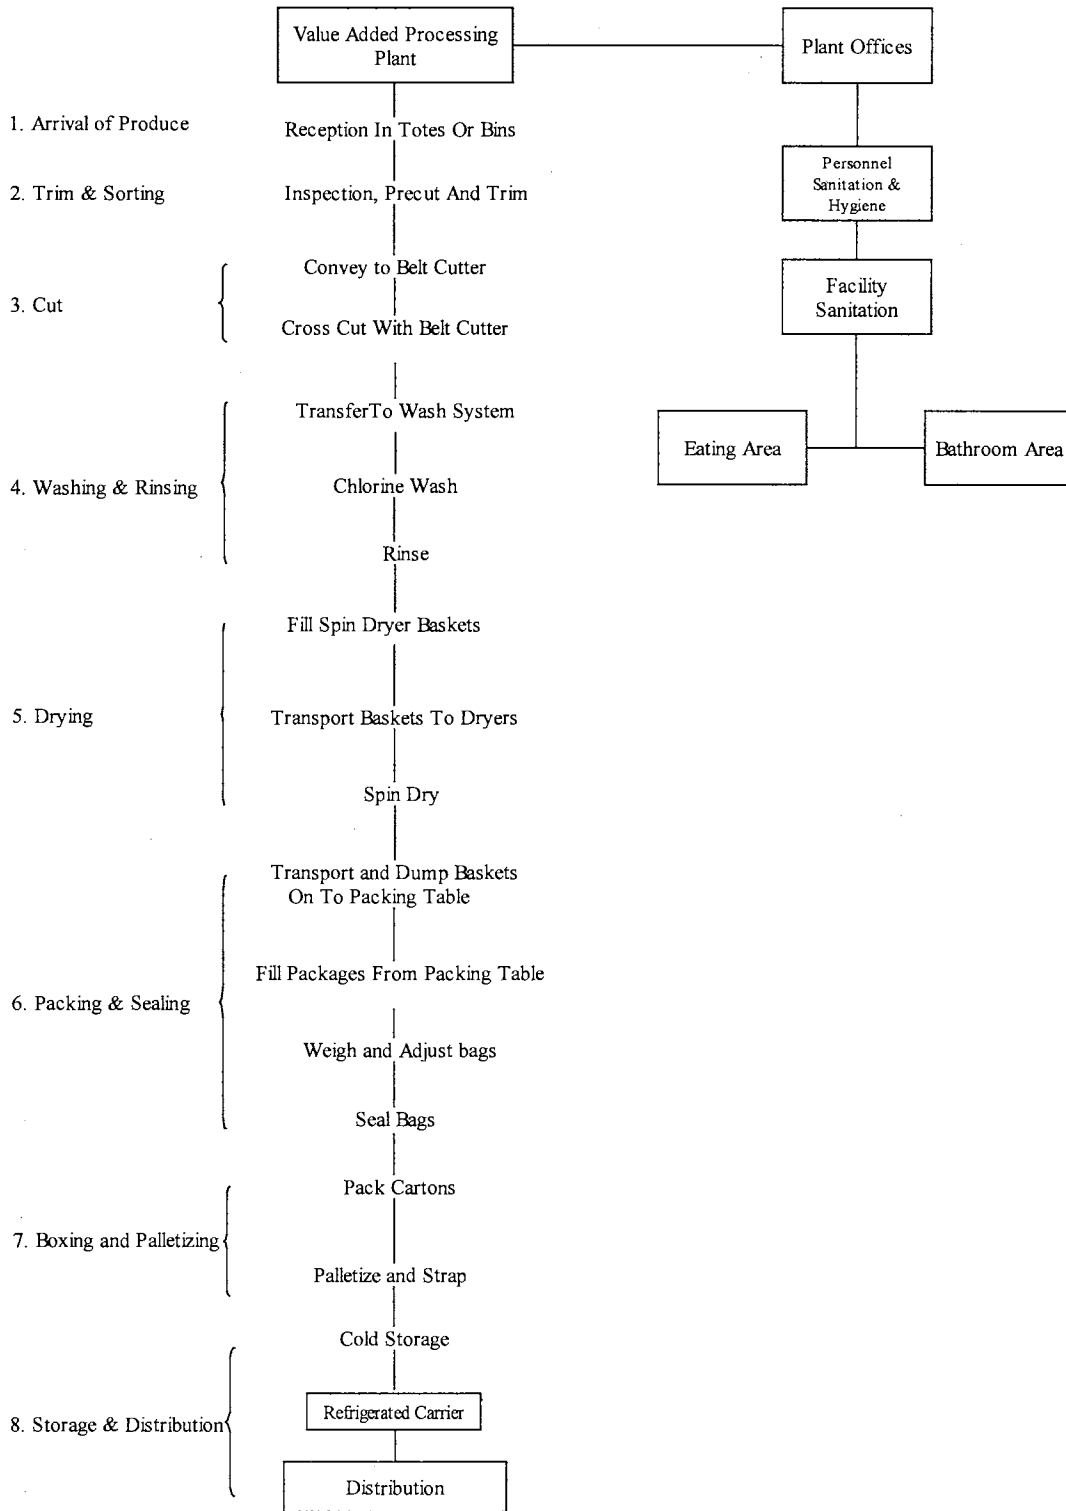 Value Added Processing
Plant
Plant Offices
1. Arrival of Produce
Reception In Totes Or Bins
Personnel
Sanitation &
Hygiene
2. Trim & Sorting
Inspection, Precut And Trim
Convey to Belt Cutter
3. Cut
Cross Cut With Belt Cutter
Facility
Sanitation
TransferTo Wash System
Eating Area
Bathroom Area
4. Washing & Rinsing
Chlorine Wash
Rinse
Fill Spin Dryer Baskets
5. Drying
Transport Baskets To Dryers
Spin Dry
Transport and Dump Baskets
On To Packing Table
Fill Packages From Packing Table
6. Packing & Sealing
Weigh and Adjust bags
Seal Bags
Pack Cartons
7. Boxing and Palletizing
Palletize and Strap
Cold Storage
Refrigerated Carrier
8. Storage & Distribution
Distribution